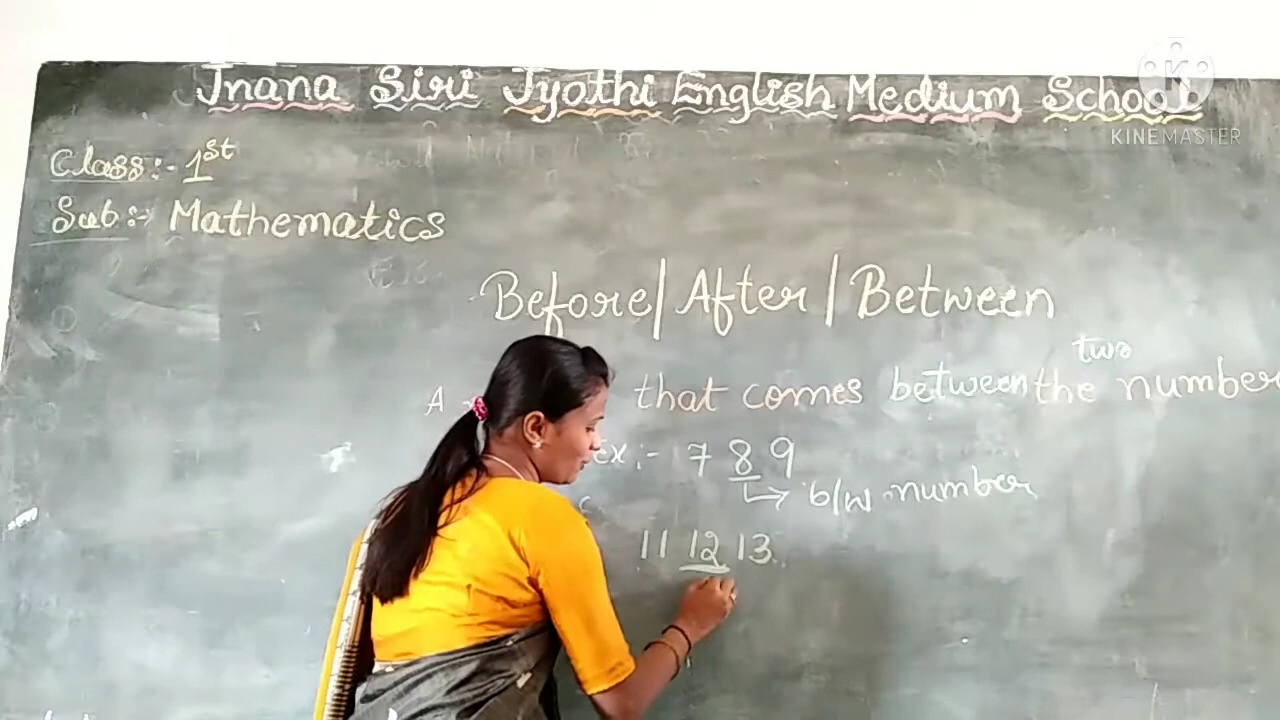 Jnana Siri Jyothi English Medium School
KINEMASTER
Class:- 1st
Sub:- Mathematics
Before/After/Between
two
A that comes between the number
ex:- 7 8 9
b/w number
11 12 13